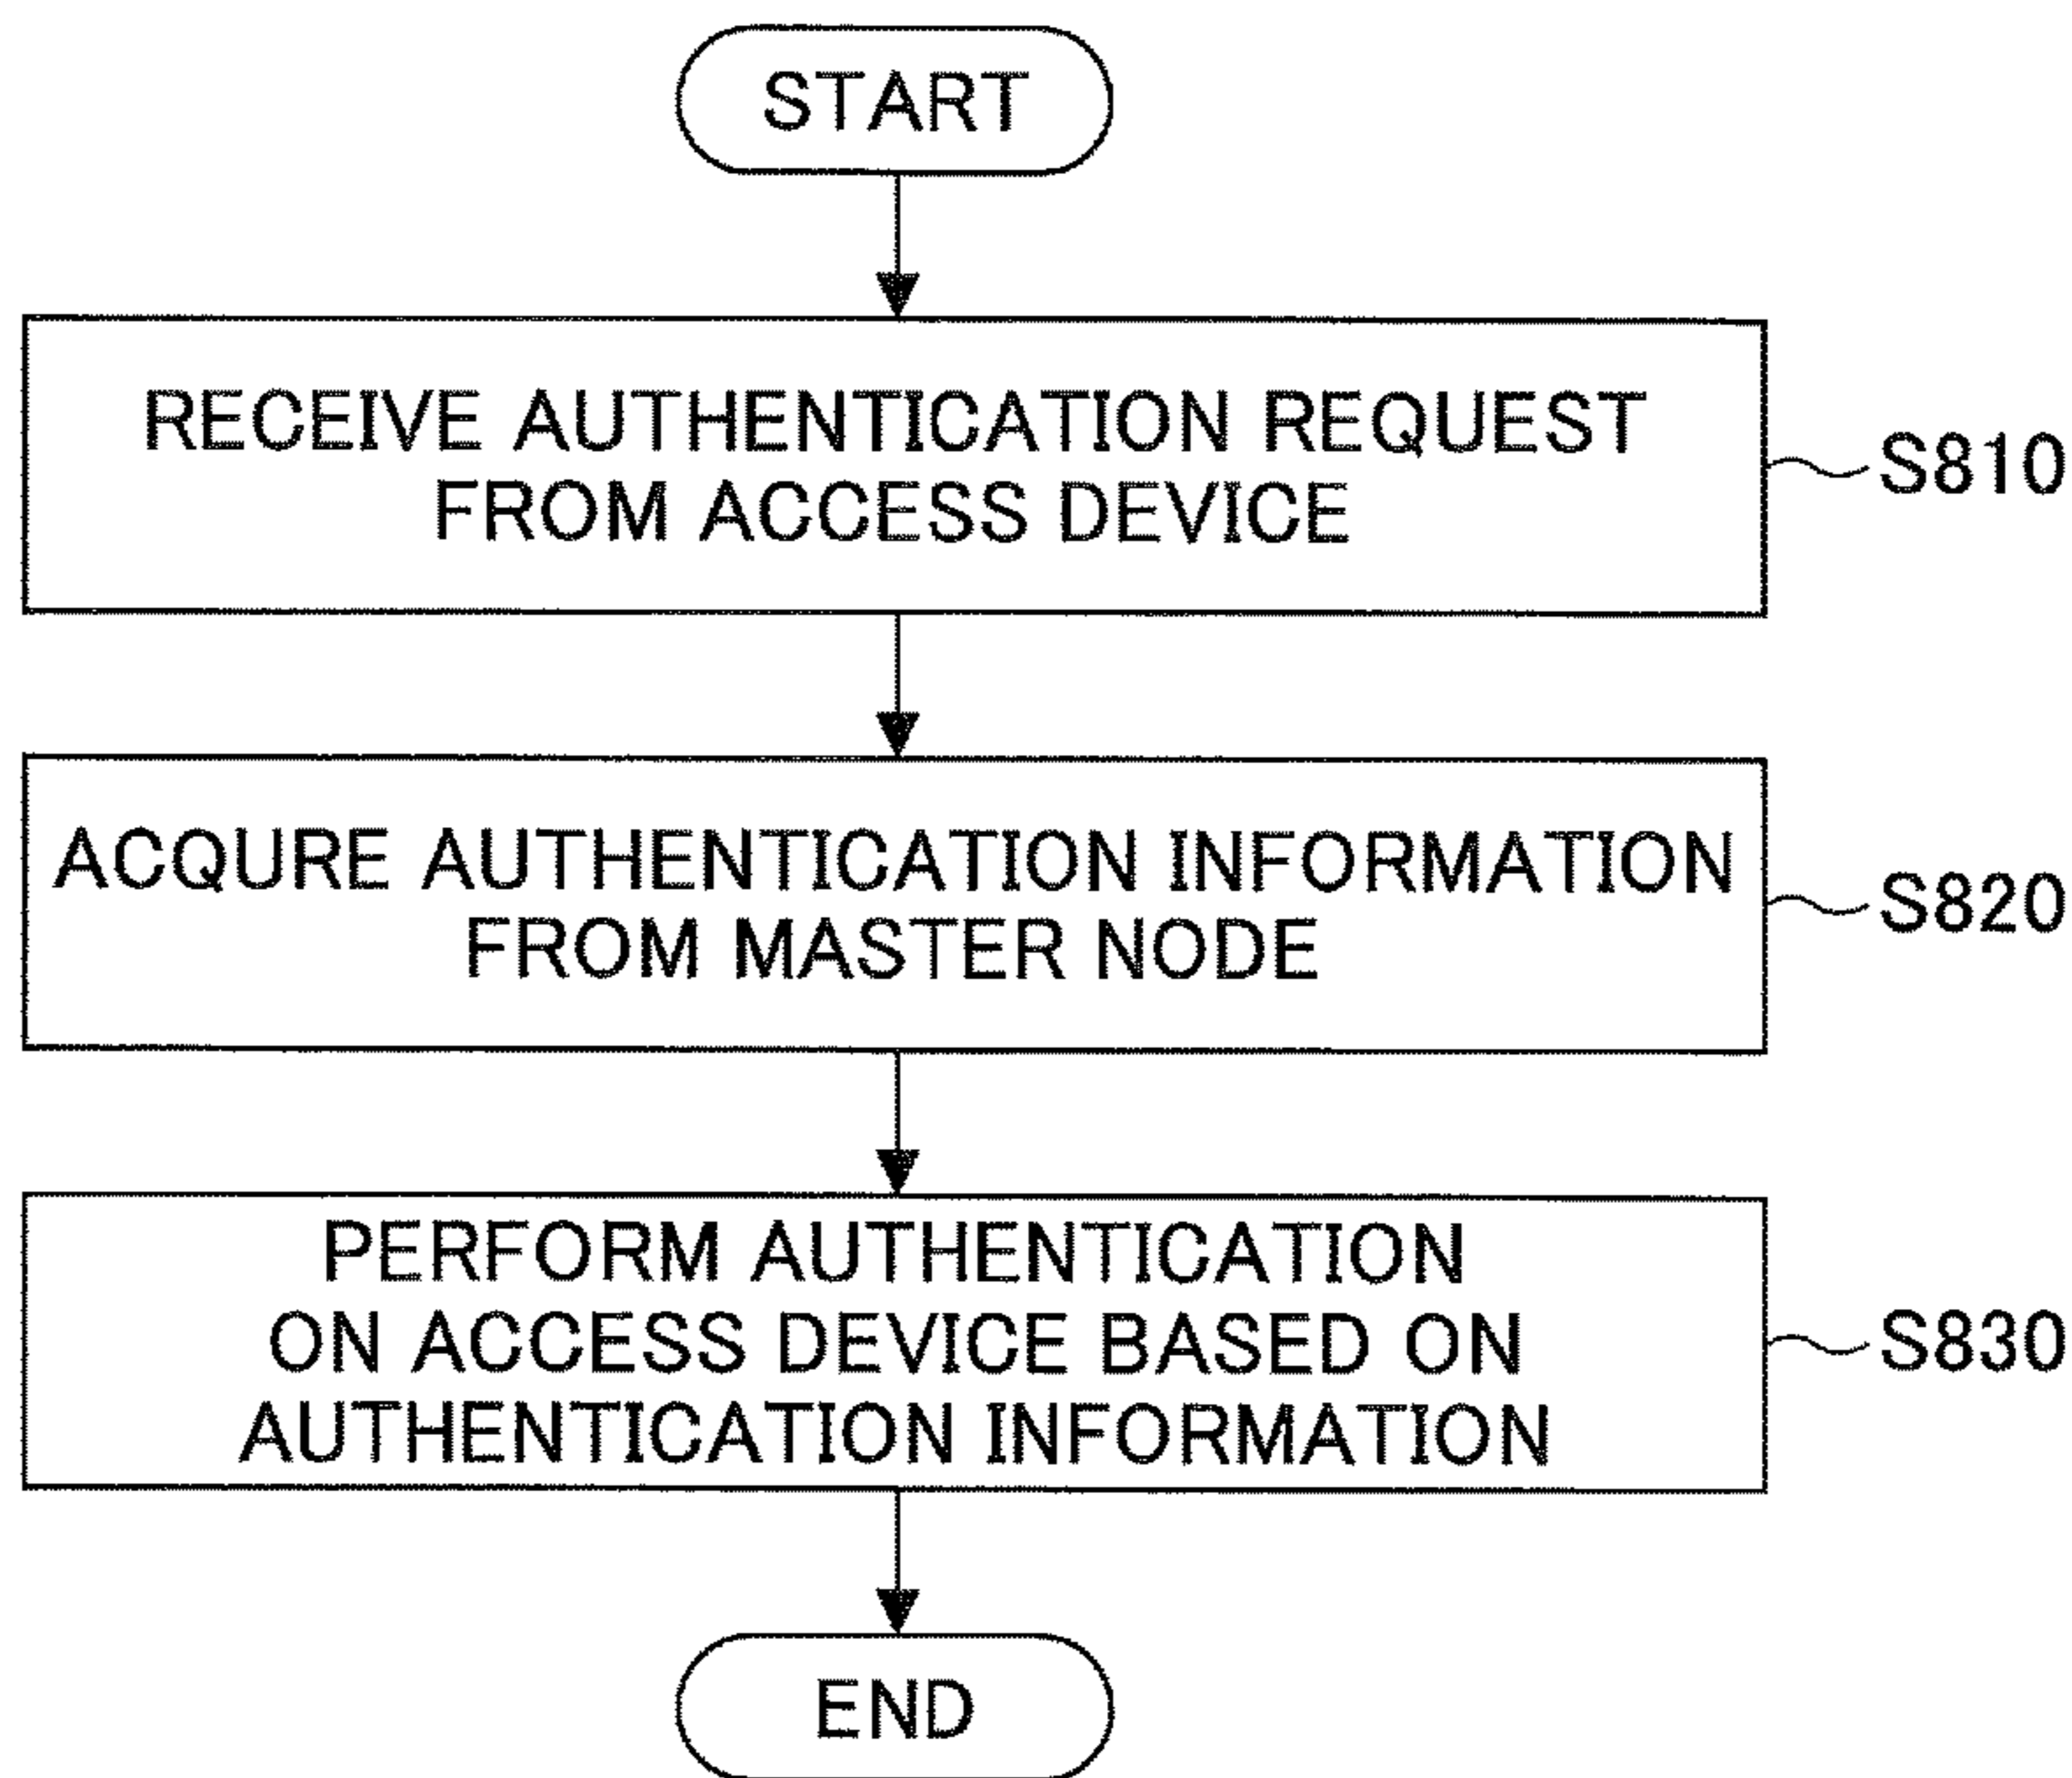 START
RECEIVE AUTHENTICATION REQUEST
FROM ACCESS DEVICE
S810
ACQURE AUTHENTICATION INFORMATION
FROM MASTER NODE
S820
PERFORM AUTHENTICATION
ON ACCESS DEVICE BASED ON
AUTHENTICATION INFORMATION
S830
END